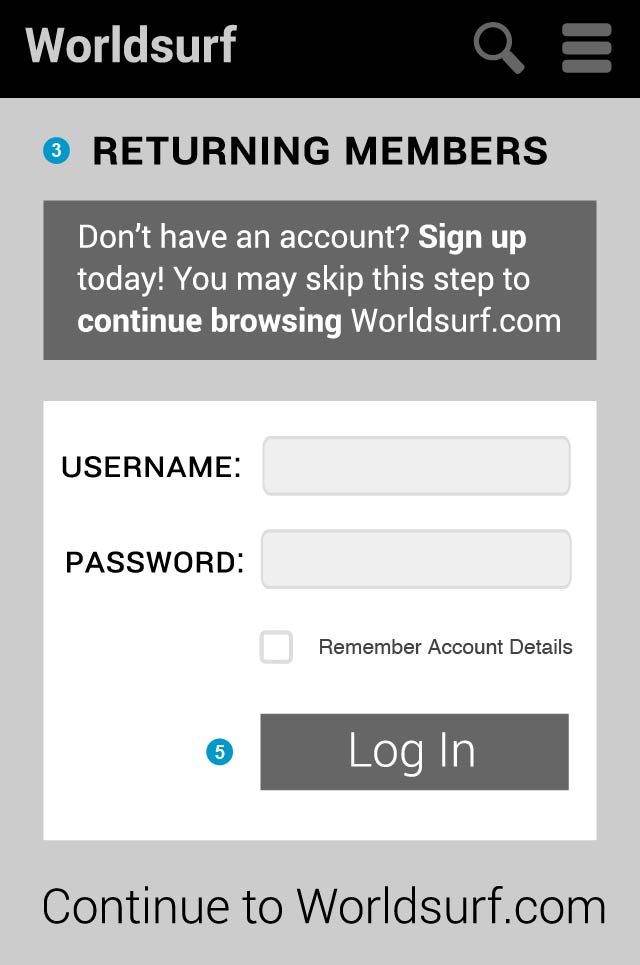 Worldsurf
3 RETURNING MEMBERS
Don't have an account? Sign up
today! You may skip this step to
continue browsing Worldsurf.com
USERNAME:
PASSWORD:
Remember Account Details
5 Log In
Continue to Worldsurf.com